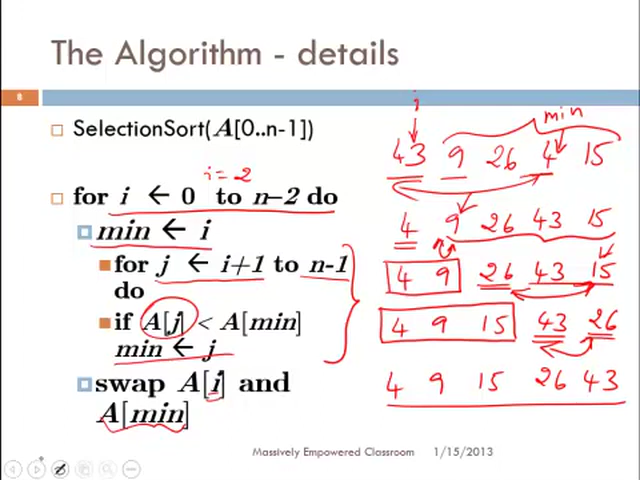 The Algorithm - details
8
SelectionSort(A[0..n-1])
i = 2
for i ← 0 to n–2 do
min ← i
for j ← i+1 to n-1
do
if A[j] < A[min]
min ← j
swap A[i] and
A[min]
i
min
43 9 26 4 15
4 9 26 43 15
4 9 26 43 15
4 9 15 43 26
4 9 15 26 43
Massively Empowered Classroom 1/15/2013